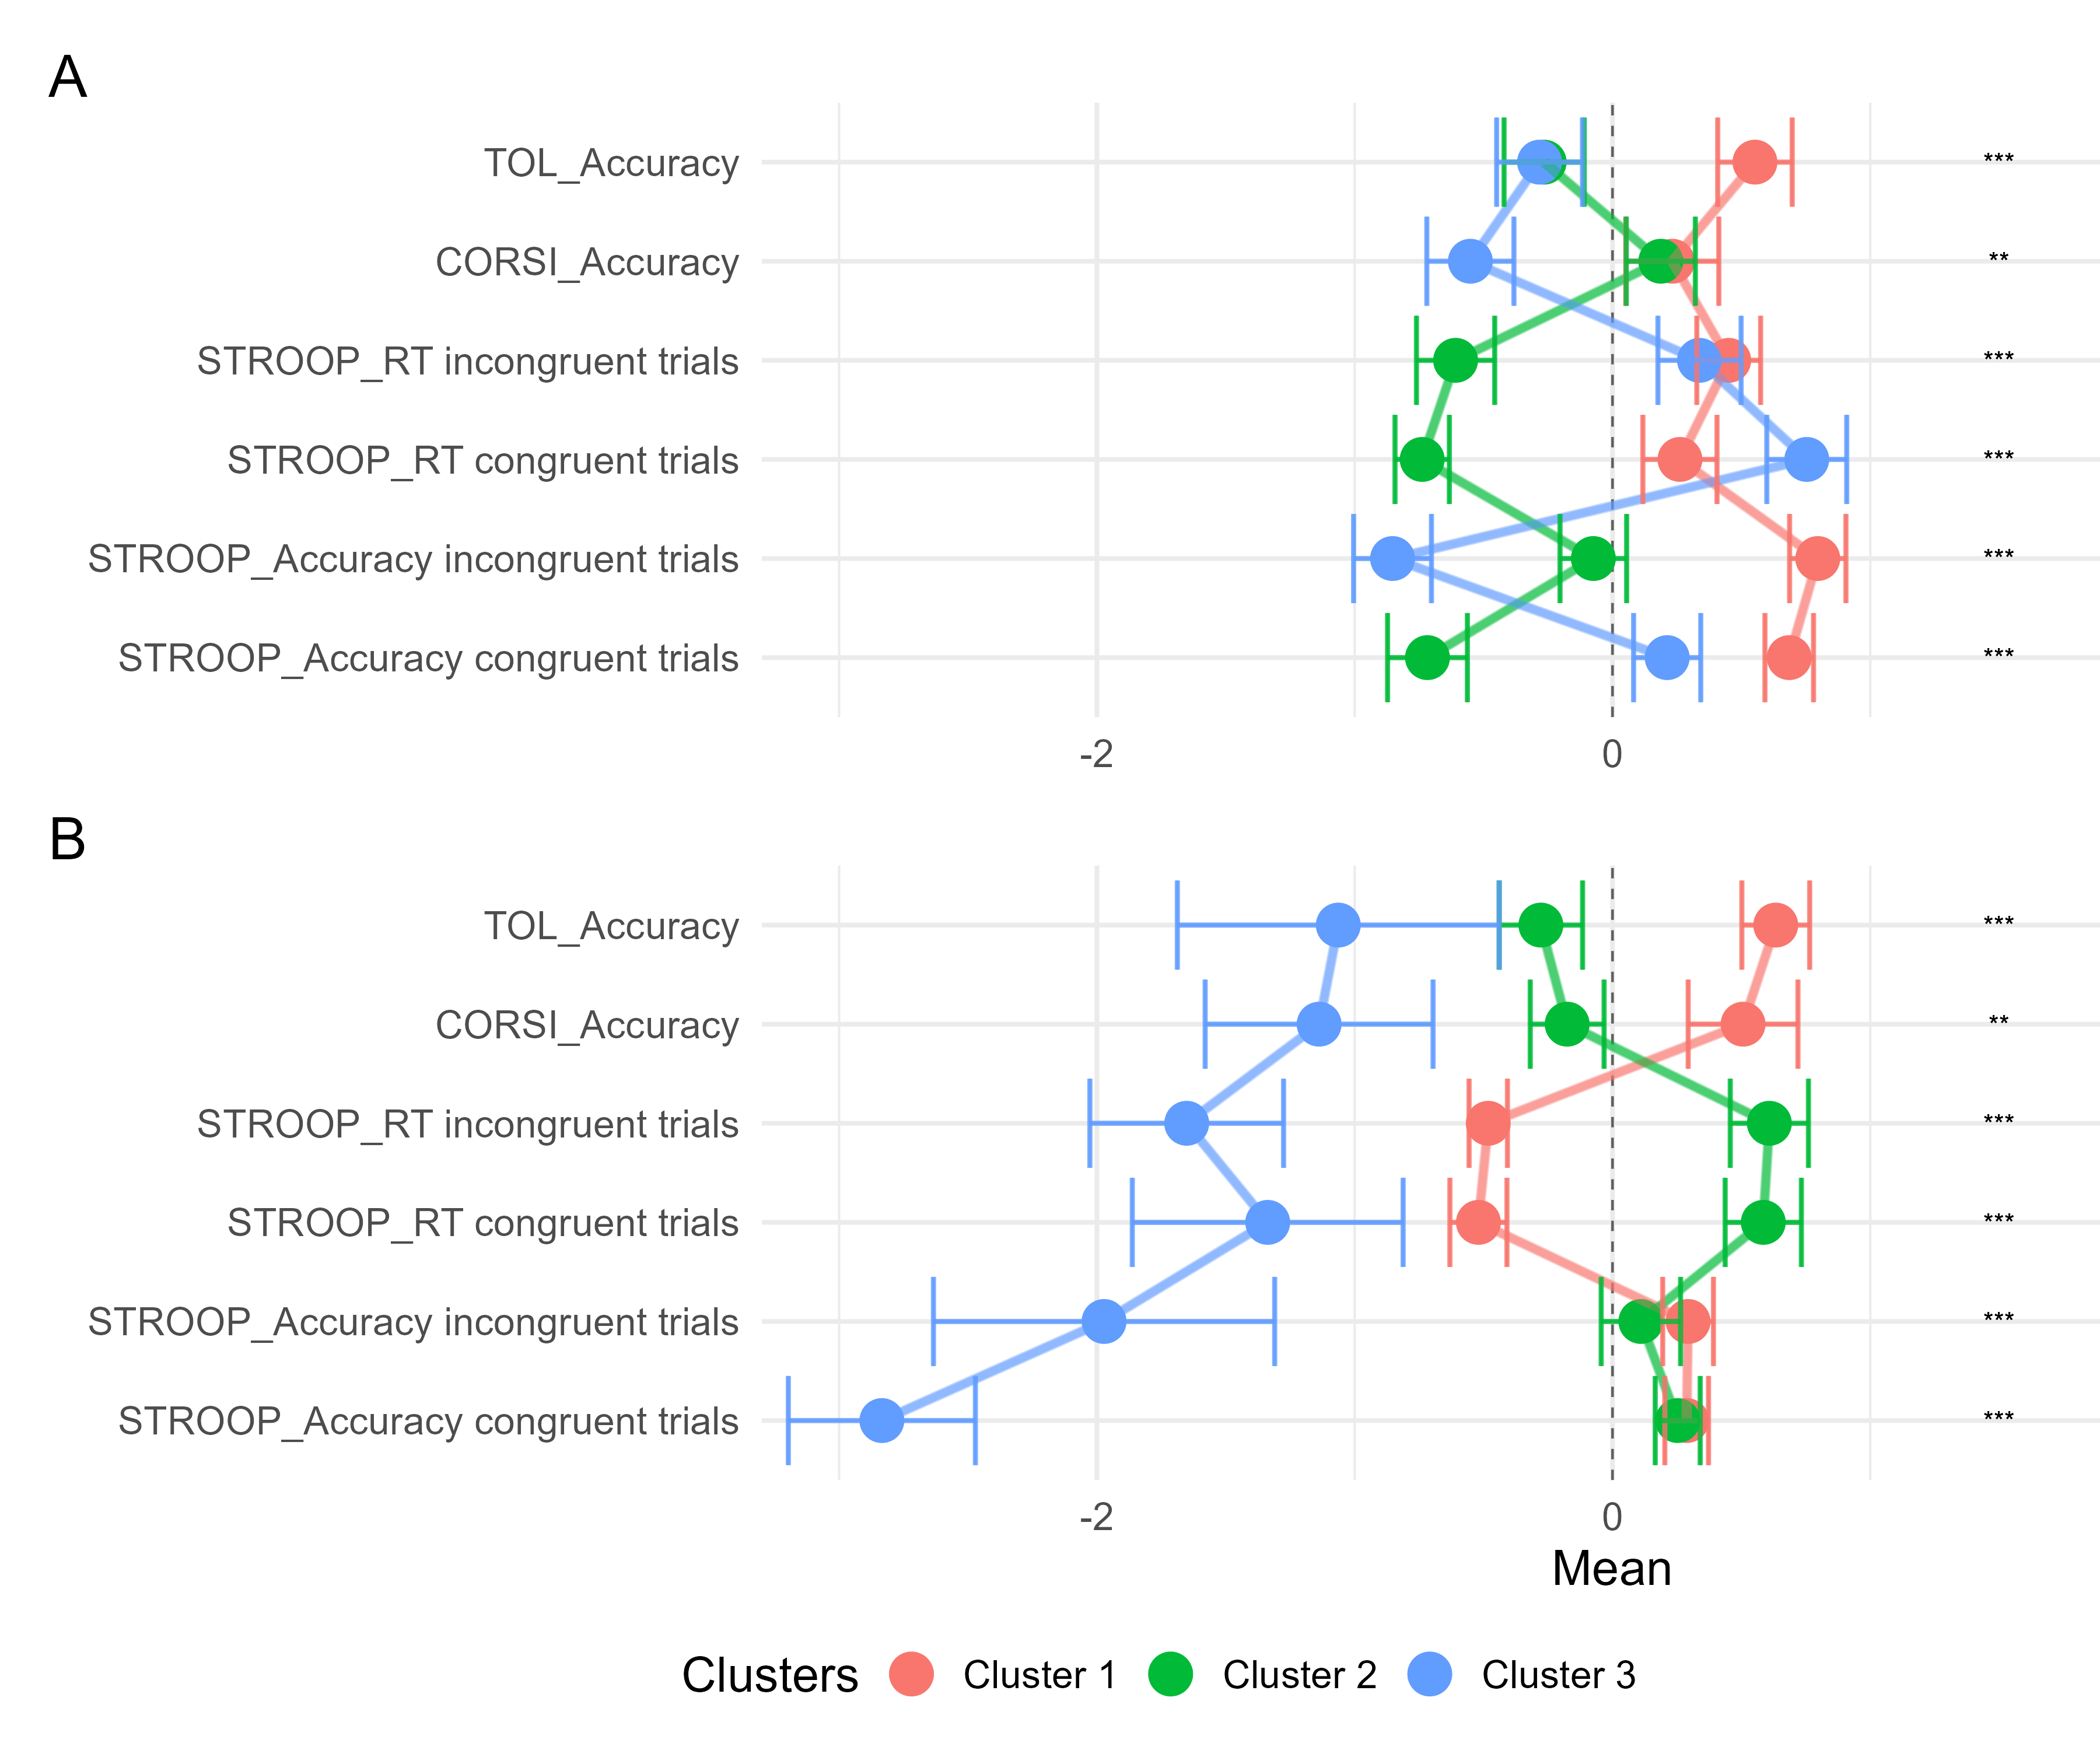 A
TOL_Accuracy ***
CORSI_Accuracy **
STROOP_RT incongruent trials ***
STROOP_RT congruent trials ***
STROOP_Accuracy incongruent trials ***
STROOP_Accuracy congruent trials ***
-2 0
B
TOL_Accuracy ***
CORSI_Accuracy **
STROOP_RT incongruent trials ***
STROOP_RT congruent trials ***
STROOP_Accuracy incongruent trials ***
STROOP_Accuracy congruent trials ***
-2 0
Mean
Clusters Cluster 1 Cluster 2 Cluster 3